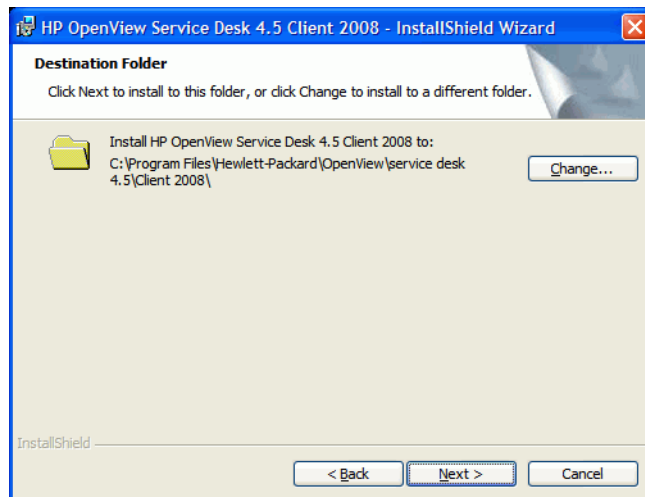 HP OpenView Service Desk 4.5 Client 2008 - InstallShield Wizard
Destination Folder
Click Next to install to this folder, or click Change to install to a different folder.
Install HP OpenView Service Desk 4.5 Client 2008 to:
C:\Program Files\Hewlett-Packard\OpenView\service desk
4.5\Client 2008\
Change...
InstallShield
< Back
Next >
Cancel